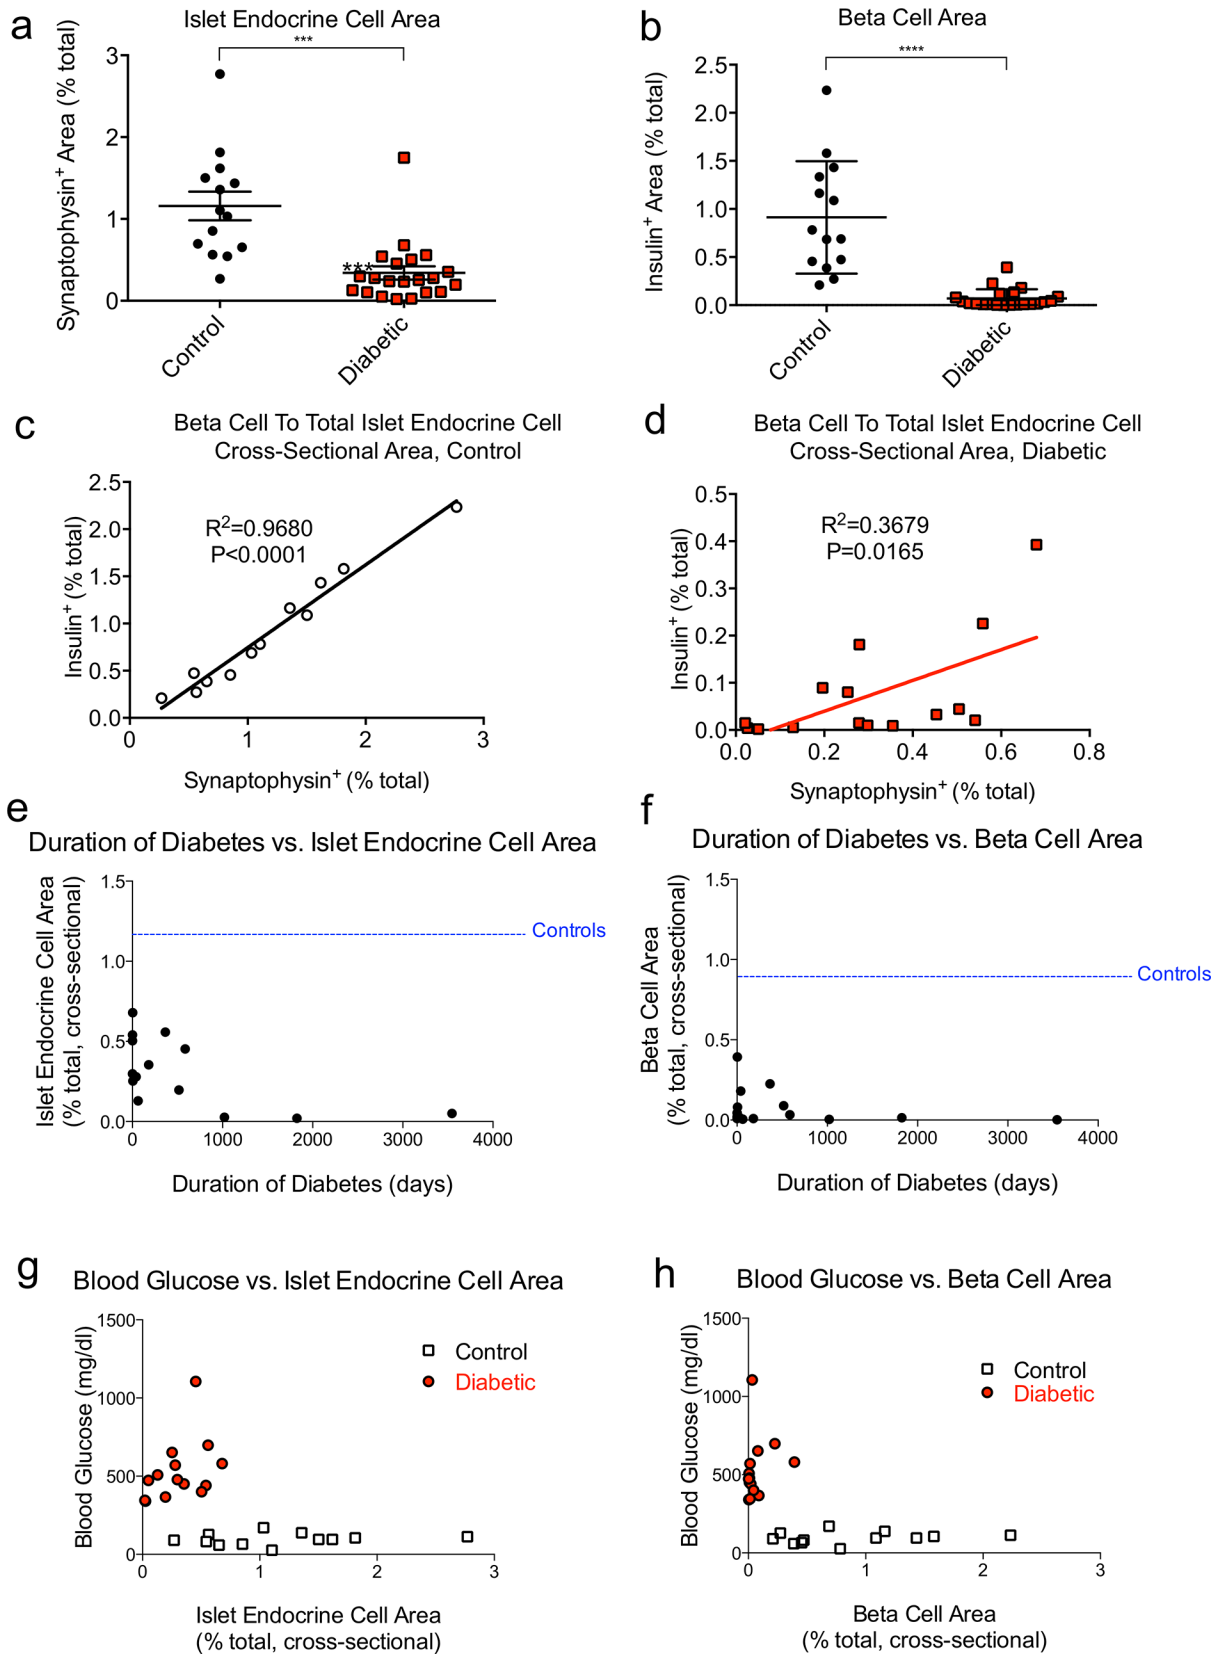 a
Islet Endocrine Cell Area
***
Synaptophysin+ Area (% total)
3
2
1
0
***
Control
Diabetic
b
Beta Cell Area
****
Insulin+ Area (% total)
2.5
2.0
1.5
1.0
0.5
0.0
Control
Diabetic
c
Beta Cell To Total Islet Endocrine Cell
Cross-Sectional Area, Control
Insulin+ (% total)
2.5
2.0
1.5
1.0
0.5
0.0
R2=0.9680
P<0.0001
0 1 2 3
Synaptophysin+ (% total)
d
Beta Cell To Total Islet Endocrine Cell
Cross-Sectional Area, Diabetic
Insulin+ (% total)
0.5
0.4
0.3
0.2
0.1
0.0
R2=0.3679
P=0.0165
0.0 0.2 0.4 0.6 0.8
Synaptophysin+ (% total)
e
Duration of Diabetes vs. Islet Endocrine Cell Area
Islet Endocrine Cell Area
(% total, cross-sectional)
1.5
1.0
0.5
0.0
Controls
0 1000 2000 3000 4000
Duration of Diabetes (days)
f
Duration of Diabetes vs. Beta Cell Area
Beta Cell Area
(% total, cross-sectional)
1.5
1.0
0.5
0.0
Controls
0 1000 2000 3000 4000
Duration of Diabetes (days)
g
Blood Glucose vs. Islet Endocrine Cell Area
Blood Glucose (mg/dl)
1500
1000
500
0
Control
Diabetic
0 1 2 3
Islet Endocrine Cell Area
(% total, cross-sectional)
h
Blood Glucose vs. Beta Cell Area
Blood Glucose (mg/dl)
1500
1000
500
0
Control
Diabetic
0 1 2 3
Beta Cell Area
(% total, cross-sectional)